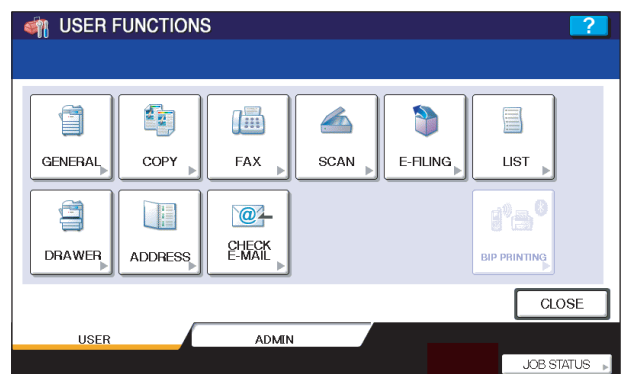 USER FUNCTIONS
?
GENERAL
COPY
FAX
SCAN
E-FILING
LIST
DRAWER
ADDRESS
CHECK
E-MAIL
BIP PRINTING
CLOSE
USER
ADMIN
JOB STATUS